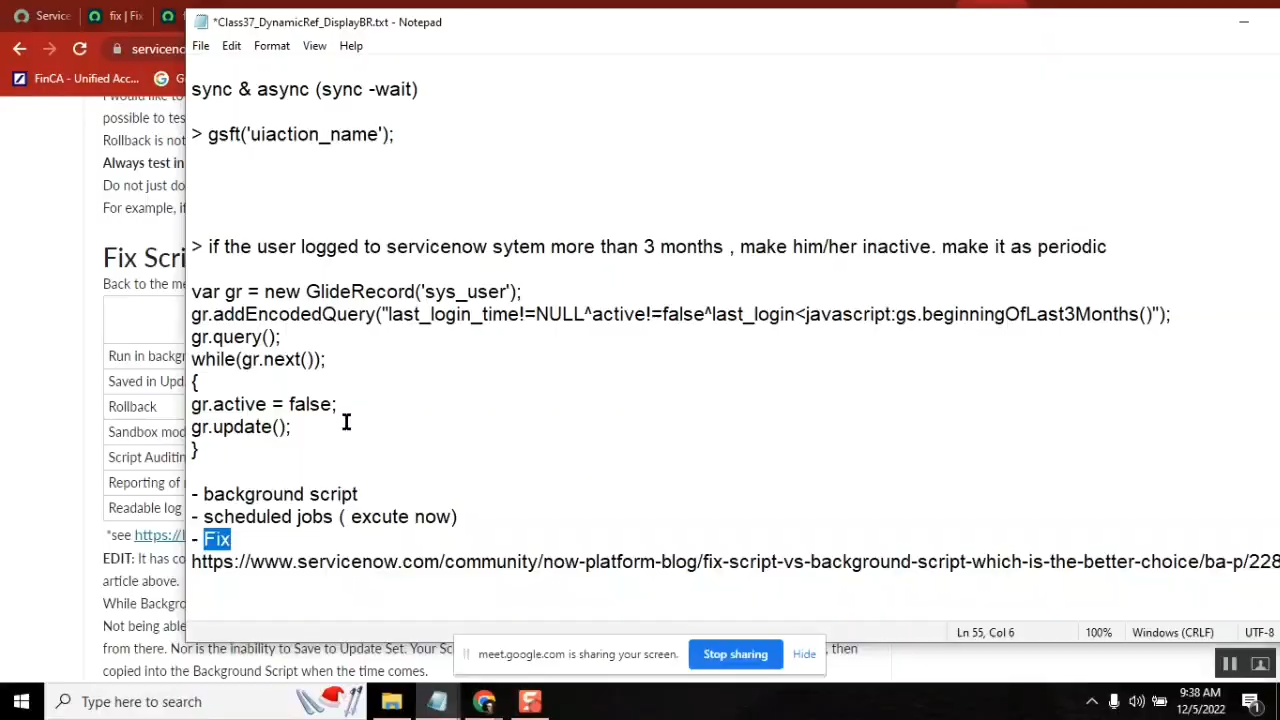 Service
fix | Fix
*Class37_DynamicRef_DisplayBR.txt - Notepad
File Edit Format View Help
serviceno
FinCA - Unified Acc...
sync & async (sync -wait)
> gsft('uiaction_name');
possible to tes
Rollback is not
Always test in
Do not just do
For example, if
> if the user logged to servicenow sytem more than 3 months , make him/her inactive. make it as periodic
Fix Scri
Back to the me
var gr = new GlideRecord('sys_user');
gr.addEncodedQuery("last_login_time!=NULL^active!=false^last_login<javascript:gs.beginningOfLast3Months()");
gr.query();
while(gr.next());
{
gr.active = false;
gr.update();
}
Run in backgr
Saved in Upd
Rollback
Sandbox mod
Script Auditin
Reporting of
Readable log
- background script
- scheduled jobs ( excute now)
- Fix
https://www.servicenow.com/community/now-platform-blog/fix-script-vs-background-script-which-is-the-better-choice/ba-p/228
*see https://l
EDIT: It has co
article above.
While Backgro
Not being able
from there. Nor is the inability to Save to Update Set. Your Sc
, then
copied into the Background Script when the time comes.
Ln 55, Col 6 100% Windows (CRLF) UTF-8
meet.google.com is sharing your screen. Stop sharing Hide
Type here to search
9:38 AM
12/5/2022